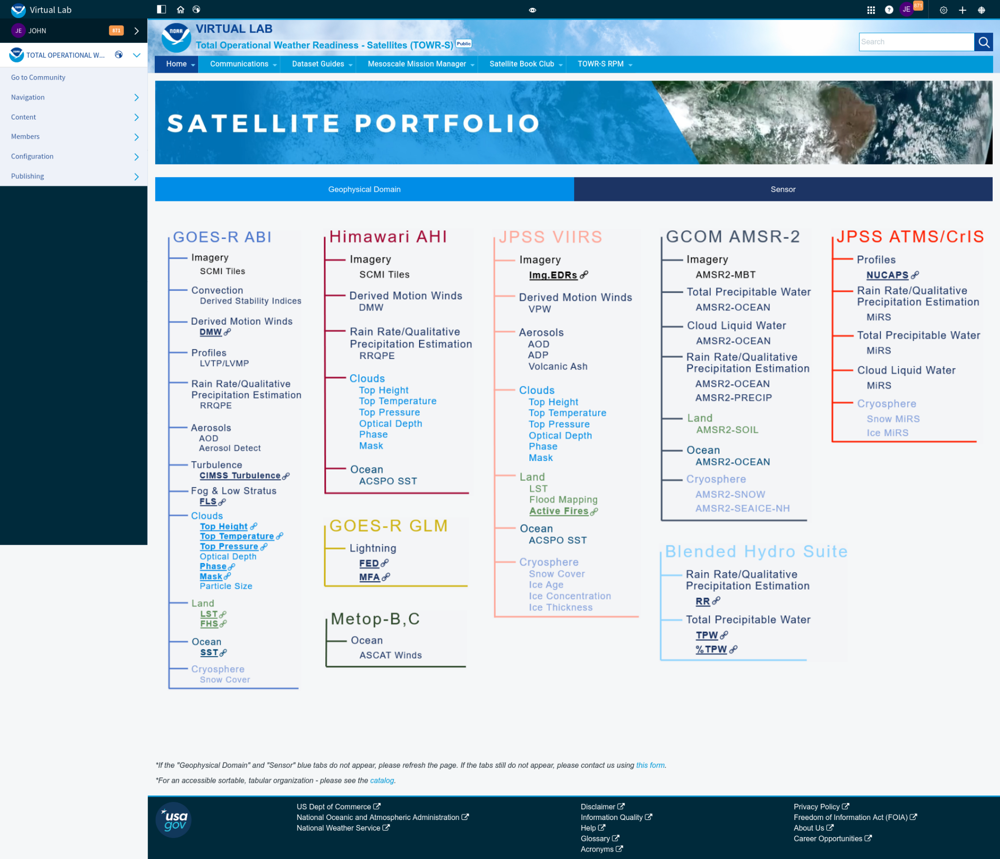 Virtual Lab
JE
871
JE
JOHN
871
TOTAL OPERATIONAL W...
Go to Community
Navigation
Content
Members
Configuration
Publishing
NOAA
VIRTUAL LAB
Total Operational Weather Readiness - Satellites (TOWR-S) Public
Search
Home
Communications
Dataset Guides
Mesoscale Mission Manager
Satellite Book Club
TOWR-S RPM
SATELLITE PORTFOLIO
Geophysical Domain
Sensor
GOES-R ABI
Imagery
SCMI Tiles
Convection
Derived Stability Indices
Derived Motion Winds
DMW
Profiles
LVTP/LVMP
Rain Rate/Qualitative
Precipitation Estimation
RRQPE
Aerosols
AOD
Aerosol Detect
Turbulence
CIMSS Turbulence
Fog & Low Stratus
FLS
Clouds
Top Height
Top Temperature
Top Pressure
Optical Depth
Phase
Mask
Particle Size
Land
LST
FHS
Ocean
SST
Cryosphere
Snow Cover
Himawari AHI
Imagery
SCMI Tiles
Derived Motion Winds
DMW
Rain Rate/Qualitative
Precipitation Estimation
RRQPE
Clouds
Top Height
Top Temperature
Top Pressure
Optical Depth
Phase
Mask
Ocean
ACSPO SST
GOES-R GLM
Lightning
FED
MFA
Metop-B,C
Ocean
ASCAT Winds
JPSS VIIRS
Imagery
Img.EDRs
Derived Motion Winds
VPW
Aerosols
AOD
ADP
Volcanic Ash
Clouds
Top Height
Top Temperature
Top Pressure
Optical Depth
Phase
Mask
Land
LST
Flood Mapping
Active Fires
Ocean
ACSPO SST
Cryosphere
Snow Cover
Ice Age
Ice Concentration
Ice Thickness
GCOM AMSR-2
Imagery
AMSR2-MBT
Total Precipitable Water
AMSR2-OCEAN
Cloud Liquid Water
AMSR2-OCEAN
Rain Rate/Qualitative
Precipitation Estimation
AMSR2-OCEAN
AMSR2-PRECIP
Land
AMSR2-SOIL
Ocean
AMSR2-OCEAN
Cryosphere
AMSR2-SNOW
AMSR2-SEAICE-NH
Blended Hydro Suite
Rain Rate/Qualitative
Precipitation Estimation
RR
Total Precipitable Water
TPW
%TPW
JPSS ATMS/CrIS
Profiles
NUCAPS
Rain Rate/Qualitative
Precipitation Estimation
MiRS
Total Precipitable Water
MiRS
Cloud Liquid Water
MiRS
Cryosphere
Snow MiRS
Ice MiRS
*If the "Geophysical Domain" and "Sensor" blue tabs do not appear, please refresh the page. If the tabs still do not appear, please contact us using this form.
*For an accessible sortable, tabular organization - please see the catalog.
usa
gov
US Dept of Commerce
National Oceanic and Atmospheric Administration
National Weather Service
Disclaimer
Information Quality
Help
Glossary
Acronyms
Privacy Policy
Freedom of Information Act (FOIA)
About Us
Career Opportunities